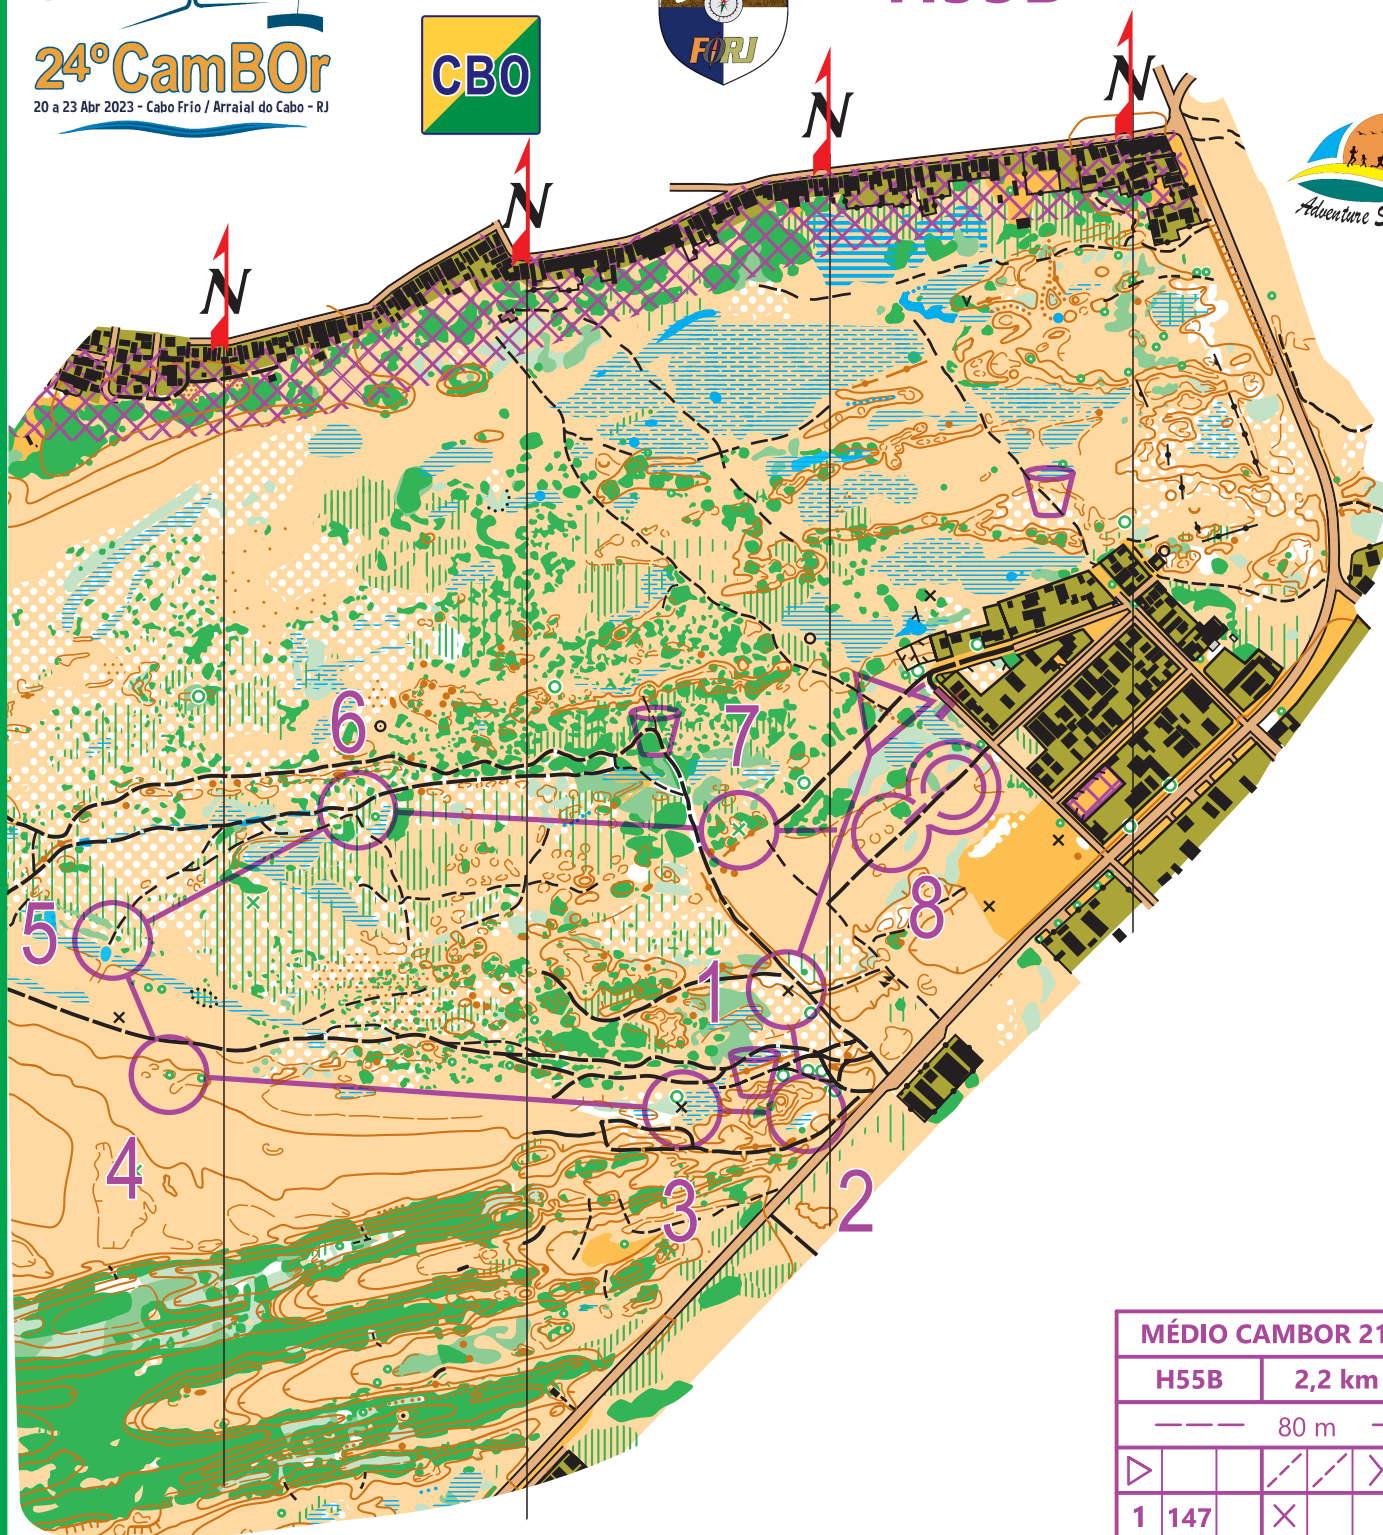 H55B
24ºCamBOr
20 a 23 Abr 2023 - Cabo Frio / Arraial do Cabo - RJ
CBO
FORJ
N
N
N
N
Adventure S
6
7
5
8
1
4
3
2
MÉDIO CAMBOR 21
H55B 2,2 km
80 m
1 147